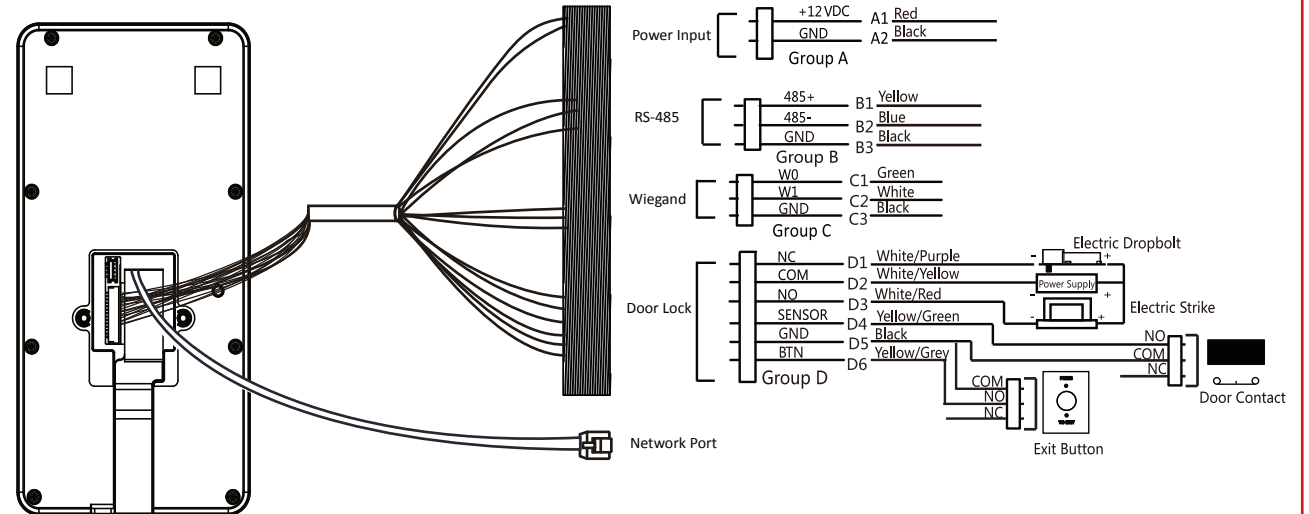 Power Input
+12 VDC A1 Red
GND A2 Black
Group A
RS-485
485+ B1 Yellow
485- B2 Blue
GND B3 Black
Group B
Wiegand
W0 C1 Green
W1 C2 White
GND C3 Black
Group C
Door Lock
NC D1 White/Purple
COM D2 White/Yellow
NO D3 White/Red
SENSOR D4 Yellow/Green
GND D5 Black
BTN D6 Yellow/Grey
Group D
Electric Dropbolt
- +
Power Supply
- +
Electric Strike
- +
NO
COM
NC
Door Contact
COM
NO
NC
PRESS
TO EXIT
Exit Button
Network Port